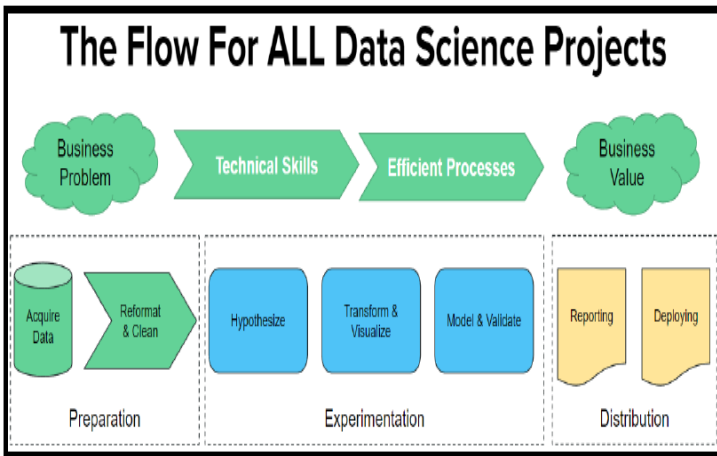 The Flow For ALL Data Science Projects
Business
Problem
Technical Skills
Efficient Processes
Business
Value
Acquire
Data
Reformat
& Clean
Hypothesize
Transform &
Visualize
Model & Validate
Reporting
Deploying
Preparation
Experimentation
Distribution